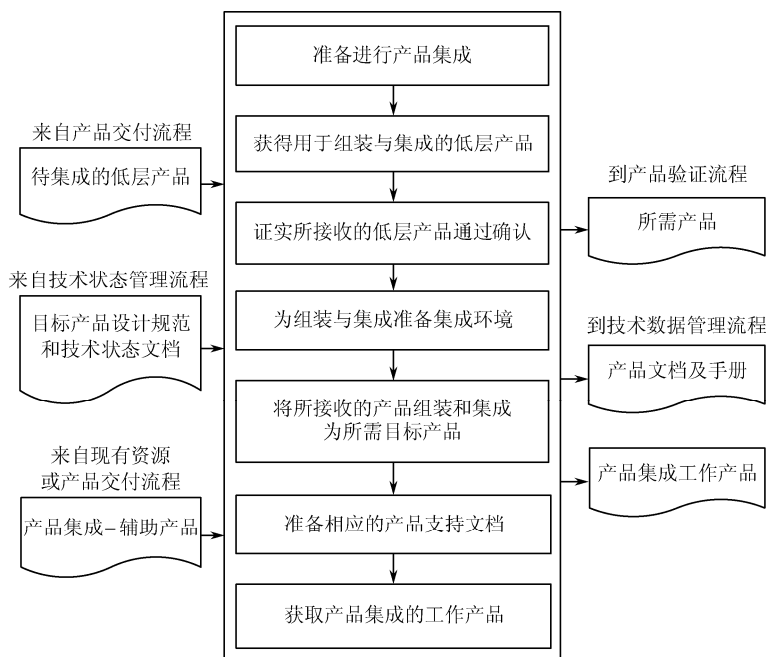 准备进行产品集成
获得用于组装与集成的低层产品
证实所接收的低层产品通过确认
为组装与集成准备集成环境
将所接收的产品组装和集成
为所需目标产品
准备相应的产品支持文档
获取产品集成的工作产品
来自产品交付流程
待集成的低层产品
来自技术状态管理流程
目标产品设计规范
和技术状态文档
来自现有资源
或产品交付流程
产品集成–辅助产品
到产品验证流程
所需产品
到技术数据管理流程
产品文档及手册
产品集成工作产品